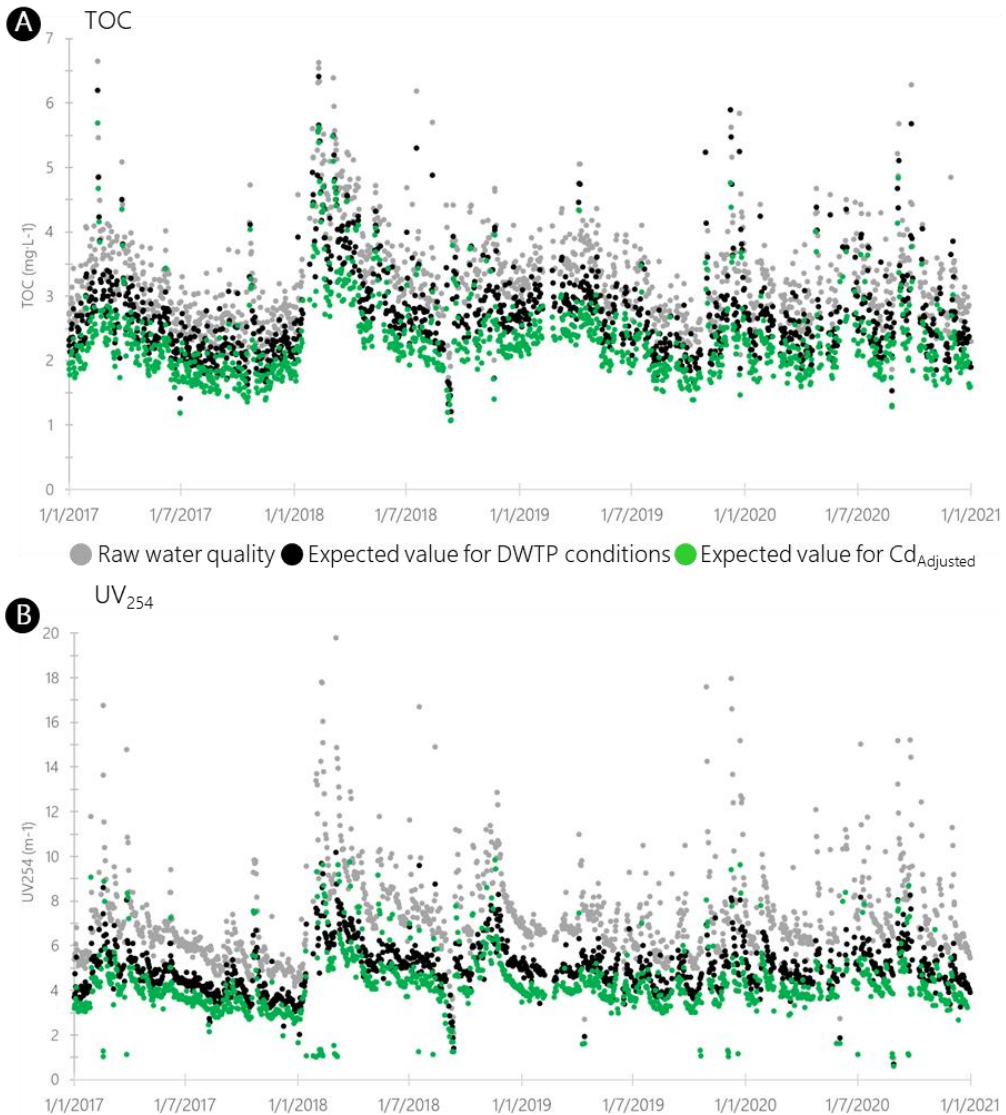 A TOC
7
6
5
4
3
2
1
0
TOC (mg·L-1)
1/1/2017 1/7/2017 1/1/2018 1/7/2018 1/1/2019 1/7/2019 1/1/2020 1/7/2020 1/1/2021
Raw water quality Expected value for DWTP conditions Expected value for CdAdjusted
B UV254
20
18
16
14
12
10
8
6
4
2
0
UV254 (m-1)
1/1/2017 1/7/2017 1/1/2018 1/7/2018 1/1/2019 1/7/2019 1/1/2020 1/7/2020 1/1/2021